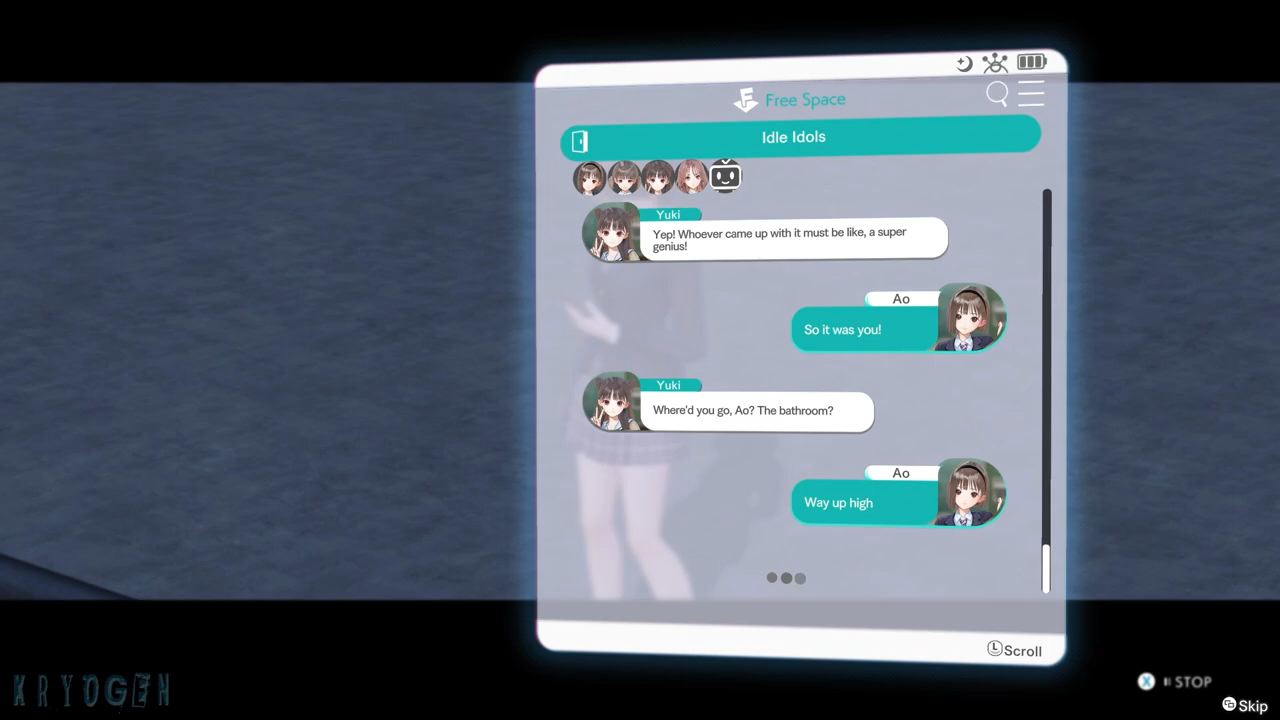 Free Space
Idle Idols
Yuki
Yep! Whoever came up with it must be like, a super
genius!
Ao
So it was you!
Yuki
Where'd you go, Ao? The bathroom?
Ao
Way up high
L Scroll
KRYOGEN
X STOP
Skip